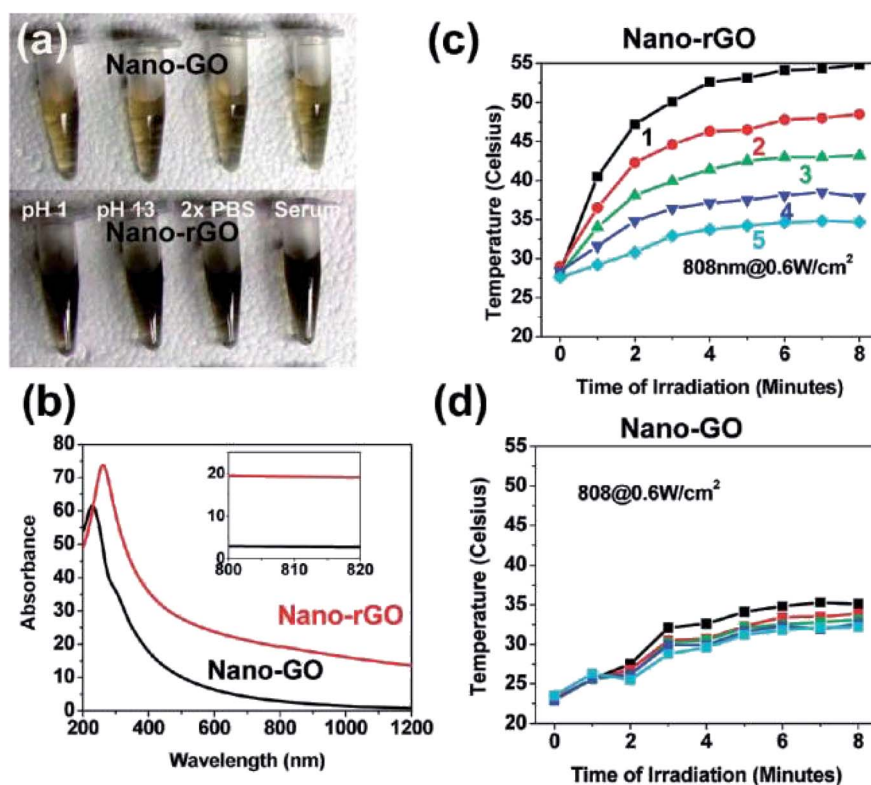 (a)
Nano-GO
pH 1 pH 13 2x PBS Serum
Nano-rGO
(b)
80
70
60
50
40
30
20
10
0
Absorbance
20
10
0
800 810 820
Nano-rGO
Nano-GO
200 400 600 800 1000 1200
Wavelength (nm)
(c)
Nano-rGO
55
50
45
40
35
30
25
20
Temperature (Celsius)
1
2
3
4
5
808nm@0.6W/cm²
0 2 4 6 8
Time of Irradiation (Minutes)
(d)
Nano-GO
55
50
45
40
35
30
25
20
Temperature (Celsius)
808@0.6W/cm²
0 2 4 6 8
Time of Irradiation (Minutes)